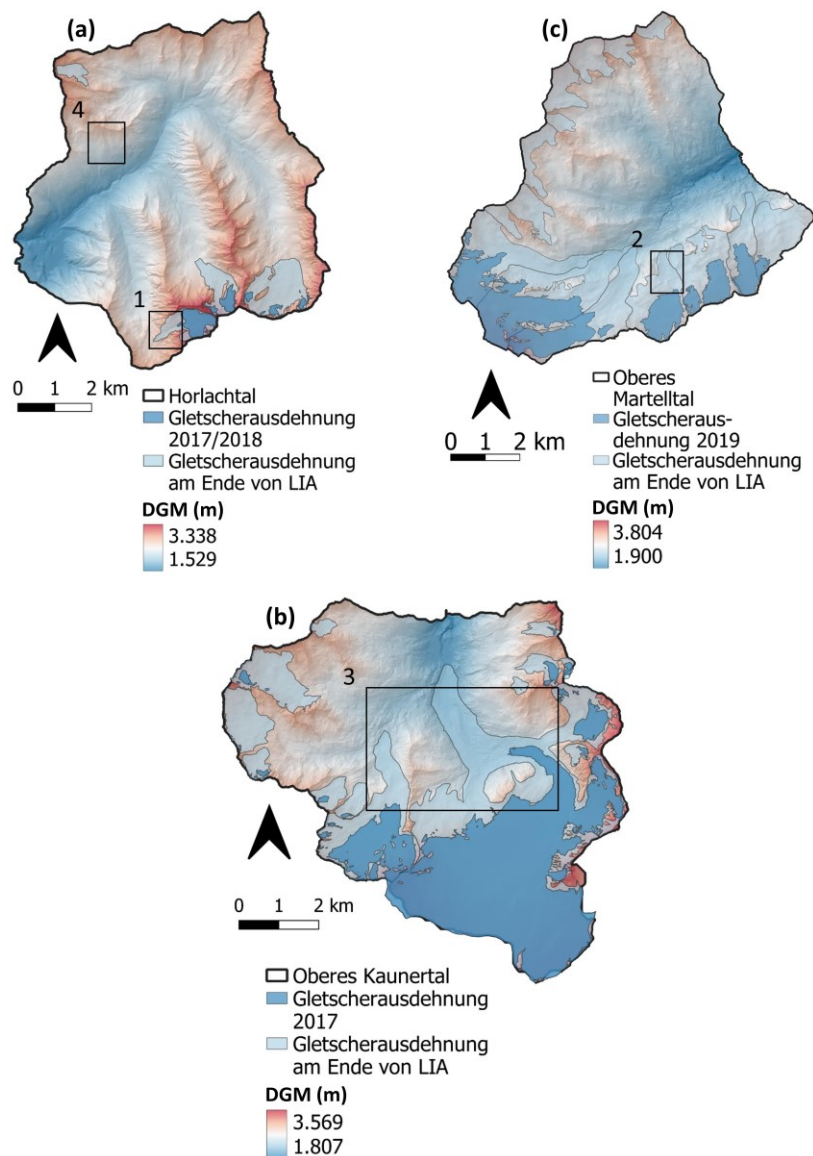 (a)
4
1
0 1 2 km
Horlachtal
Gletscherausdehnung
2017/2018
Gletscherausdehnung
am Ende von LIA
DGM (m)
3.338
1.529
(c)
2
0 1 2 km
Oberes
Martelltal
Gletscheraus-
dehnung 2019
Gletscherausdehnung
am Ende von LIA
DGM (m)
3.804
1.900
(b)
3
0 1 2 km
Oberes Kaunertal
Gletscherausdehnung
2017
Gletscherausdehnung
am Ende von LIA
DGM (m)
3.569
1.807